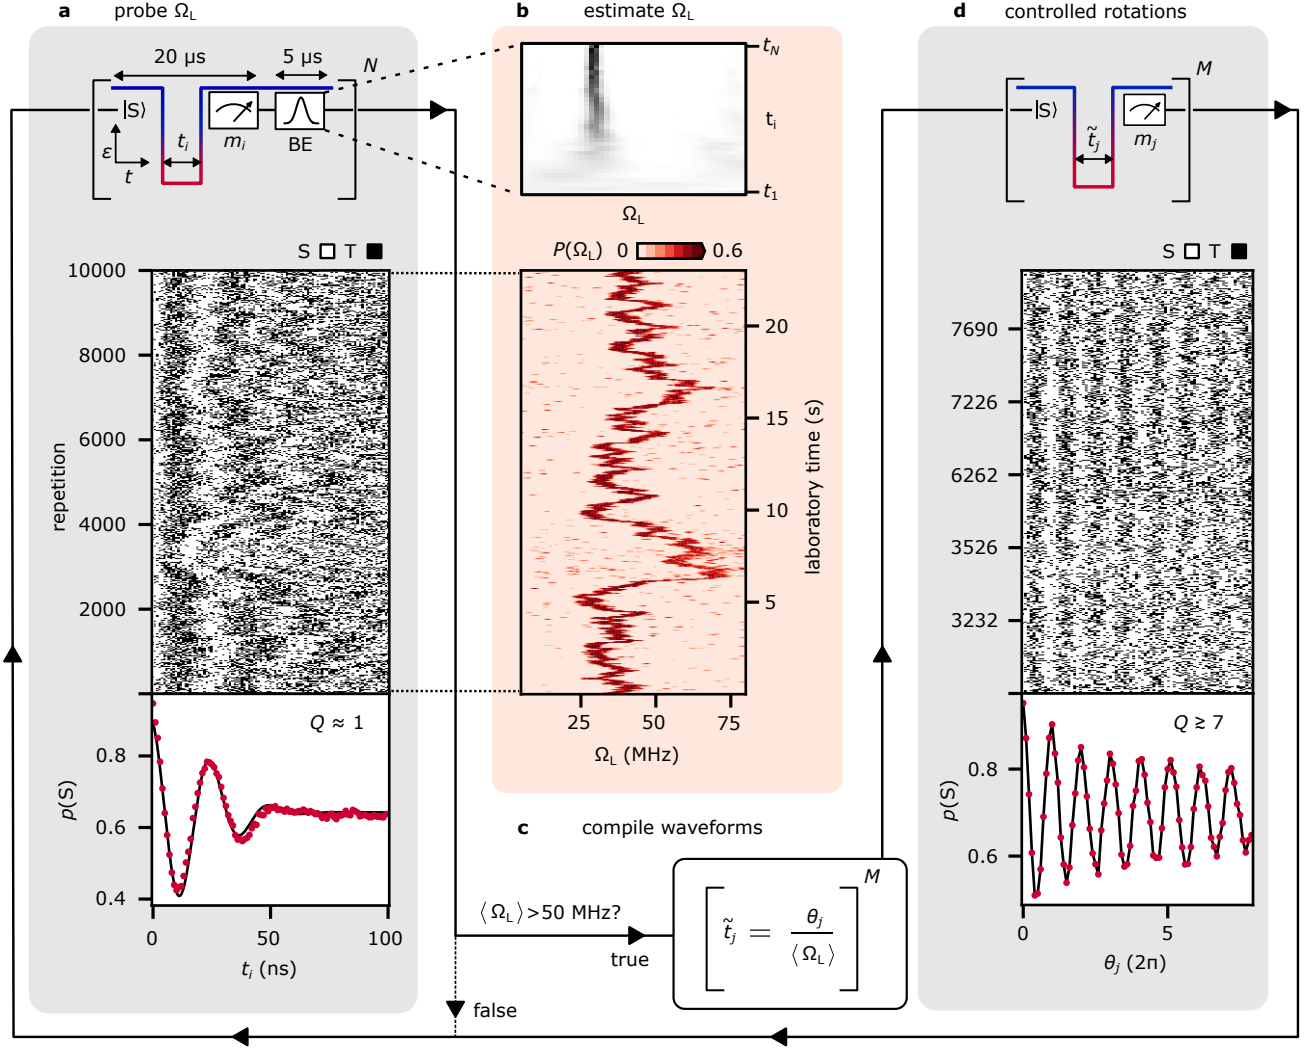 a probe Ω_L
20 μs
5 μs
N
|S⟩
ε
t
t_i
m_i
BE
S T
10000
8000
6000
4000
2000
repetition
Q ≈ 1
0.8
0.6
0.4
p(S)
0
50
100
t_i (ns)
b estimate Ω_L
t_N
t_i
t_1
Ω_L
P(Ω_L) 0 0.6
20
15
10
5
laboratory time (s)
25
50
75
Ω_L (MHz)
c compile waveforms
⟨Ω_L⟩>50 MHz?
true
false
t̃_j = θ_j / ⟨Ω_L⟩
M
d controlled rotations
M
|S⟩
t̃_j
m_j
S T
7690
7226
6262
3526
3232
Q ≳ 7
0.8
0.6
p(S)
0
5
θ_j (2π)